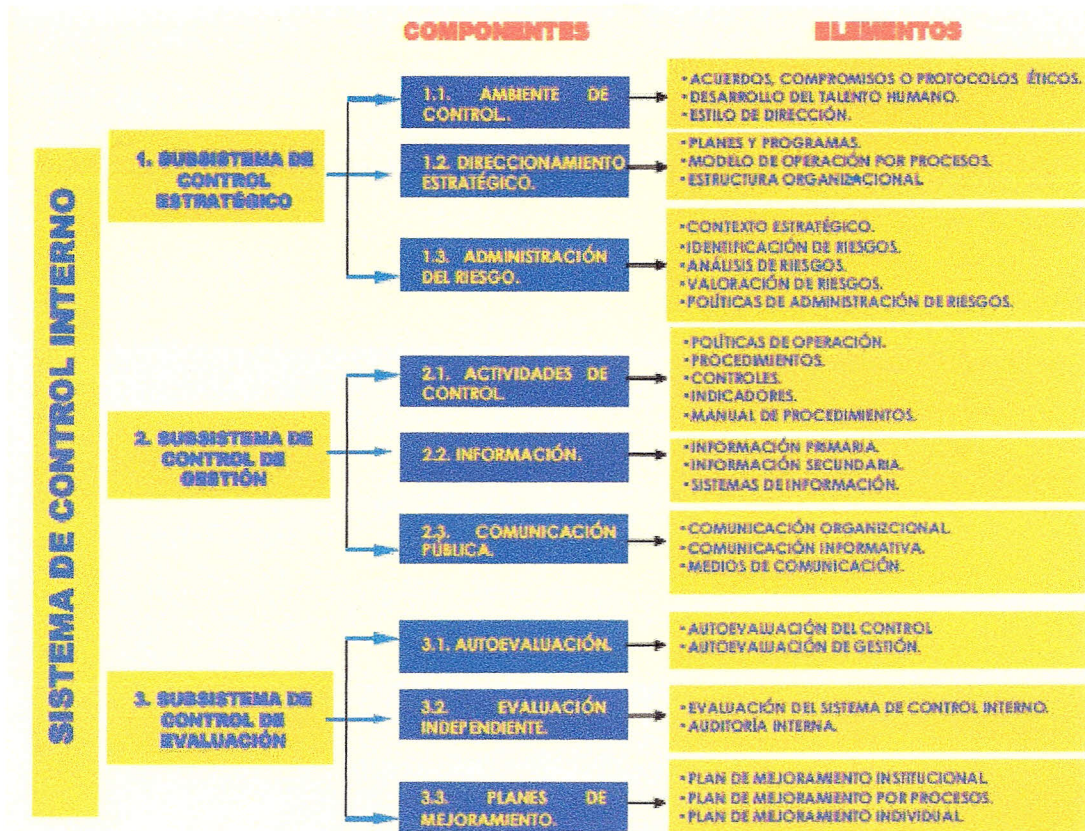 COMPONENTES
ELEMENTOS
SISTEMA DE CONTROL INTERNO
1. SUBSISTEMA DE
CONTROL
ESTRATÉGICO
1.1. AMBIENTE DE
CONTROL.
• ACUERDOS, COMPROMISOS O PROTOCOLOS ÉTICOS.
• DESARROLLO DEL TALENTO HUMANO.
• ESTILO DE DIRECCIÓN.
1.2. DIRECCIONAMIENTO
ESTRATÉGICO.
• PLANES Y PROGRAMAS.
• MODELO DE OPERACIÓN POR PROCESOS.
• ESTRUCTURA ORGANIZACIONAL
1.3. ADMINISTRACIÓN
DEL RIESGO.
• CONTEXTO ESTRATÉGICO.
• IDENTIFICACIÓN DE RIESGOS.
• ANÁLISIS DE RIESGOS.
• VALORACIÓN DE RIESGOS.
• POLÍTICAS DE ADMINISTRACIÓN DE RIESGOS.
2. SUBSISTEMA DE
CONTROL DE
GESTIÓN
2.1. ACTIVIDADES DE
CONTROL.
• POLÍTICAS DE OPERACIÓN.
• PROCEDIMIENTOS.
• CONTROLES.
• INDICADORES.
• MANUAL DE PROCEDIMIENTOS.
2.2. INFORMACIÓN.
• INFORMACIÓN PRIMARIA.
• INFORMACIÓN SECUNDARIA.
• SISTEMAS DE INFORMACIÓN.
2.3. COMUNICACIÓN
PÚBLICA.
• COMUNICACIÓN ORGANIZCIONAL.
• COMUNICACIÓN INFORMATIVA.
• MEDIOS DE COMUNICACIÓN.
3. SUBSISTEMA DE
CONTROL DE
EVALUACIÓN
3.1. AUTOEVALUACIÓN.
• AUTOEVALUACIÓN DEL CONTROL
• AUTOEVALUACIÓN DE GESTIÓN.
3.2. EVALUACIÓN
INDEPENDIENTE.
• EVALUACIÓN DEL SISTEMA DE CONTROL INTERNO.
• AUDITORÍA INTERNA.
3.3. PLANES DE
MEJORAMIENTO.
• PLAN DE MEJORAMIENTO INSTITUCIONAL
• PLAN DE MEJORAMIENTO POR PROCESOS.
• PLAN DE MEJORAMIENTO INDIVIDUAL